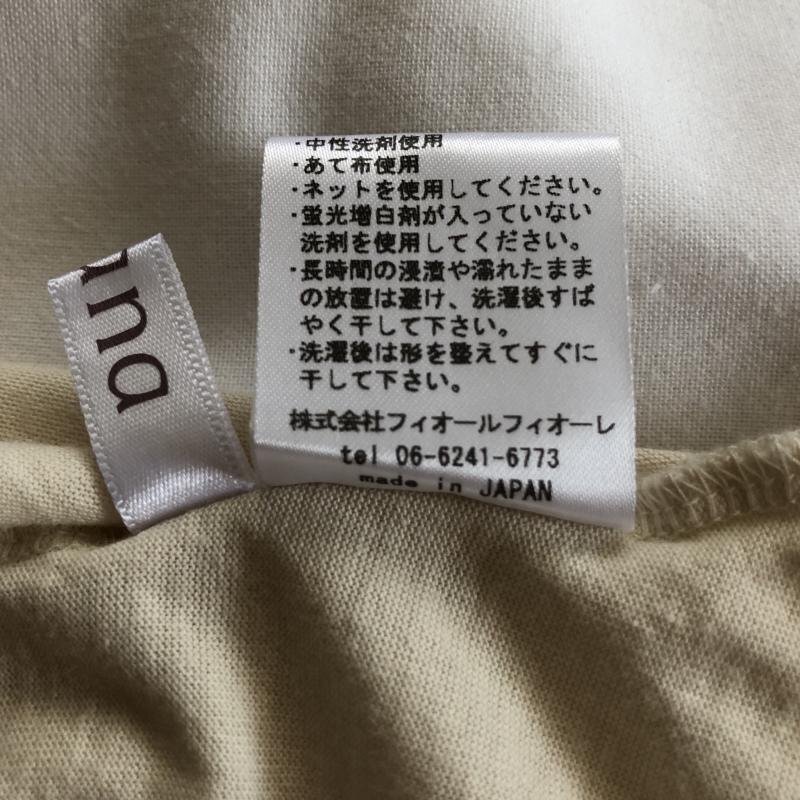 ・中性洗剤使用
・あて布使用
・ネットを使用してください。
・蛍光増白剤が入っていない
洗剤を使用してください。
・長時間の浸漬や濡れたまま
の放置は避け、洗濯後すば
やく干して下さい。
・洗濯後は形を整えてすぐに
干して下さい。
株式会社フィオールフィオーレ
tel 06-6241-6773
made in JAPAN
una